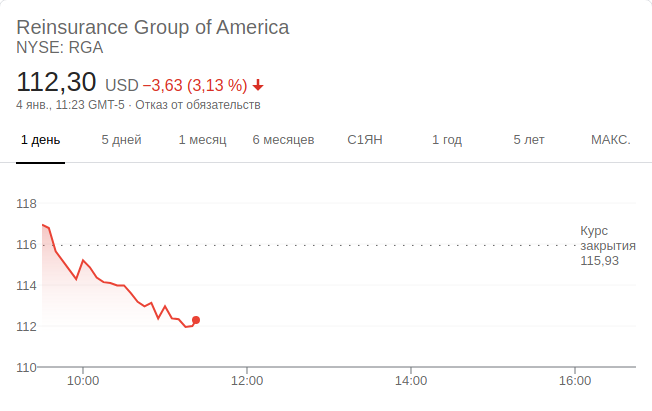 Reinsurance Group of America
NYSE: RGA
112,30 USD −3,63 (3,13 %)
4 янв., 11:23 GMT-5 · Отказ от обязательств
1 день 5 дней 1 месяц 6 месяцев С1ЯН 1 год 5 лет МАКС.
118
116
114
112
110
Курс
закрытия
115,93
10:00 12:00 14:00 16:00